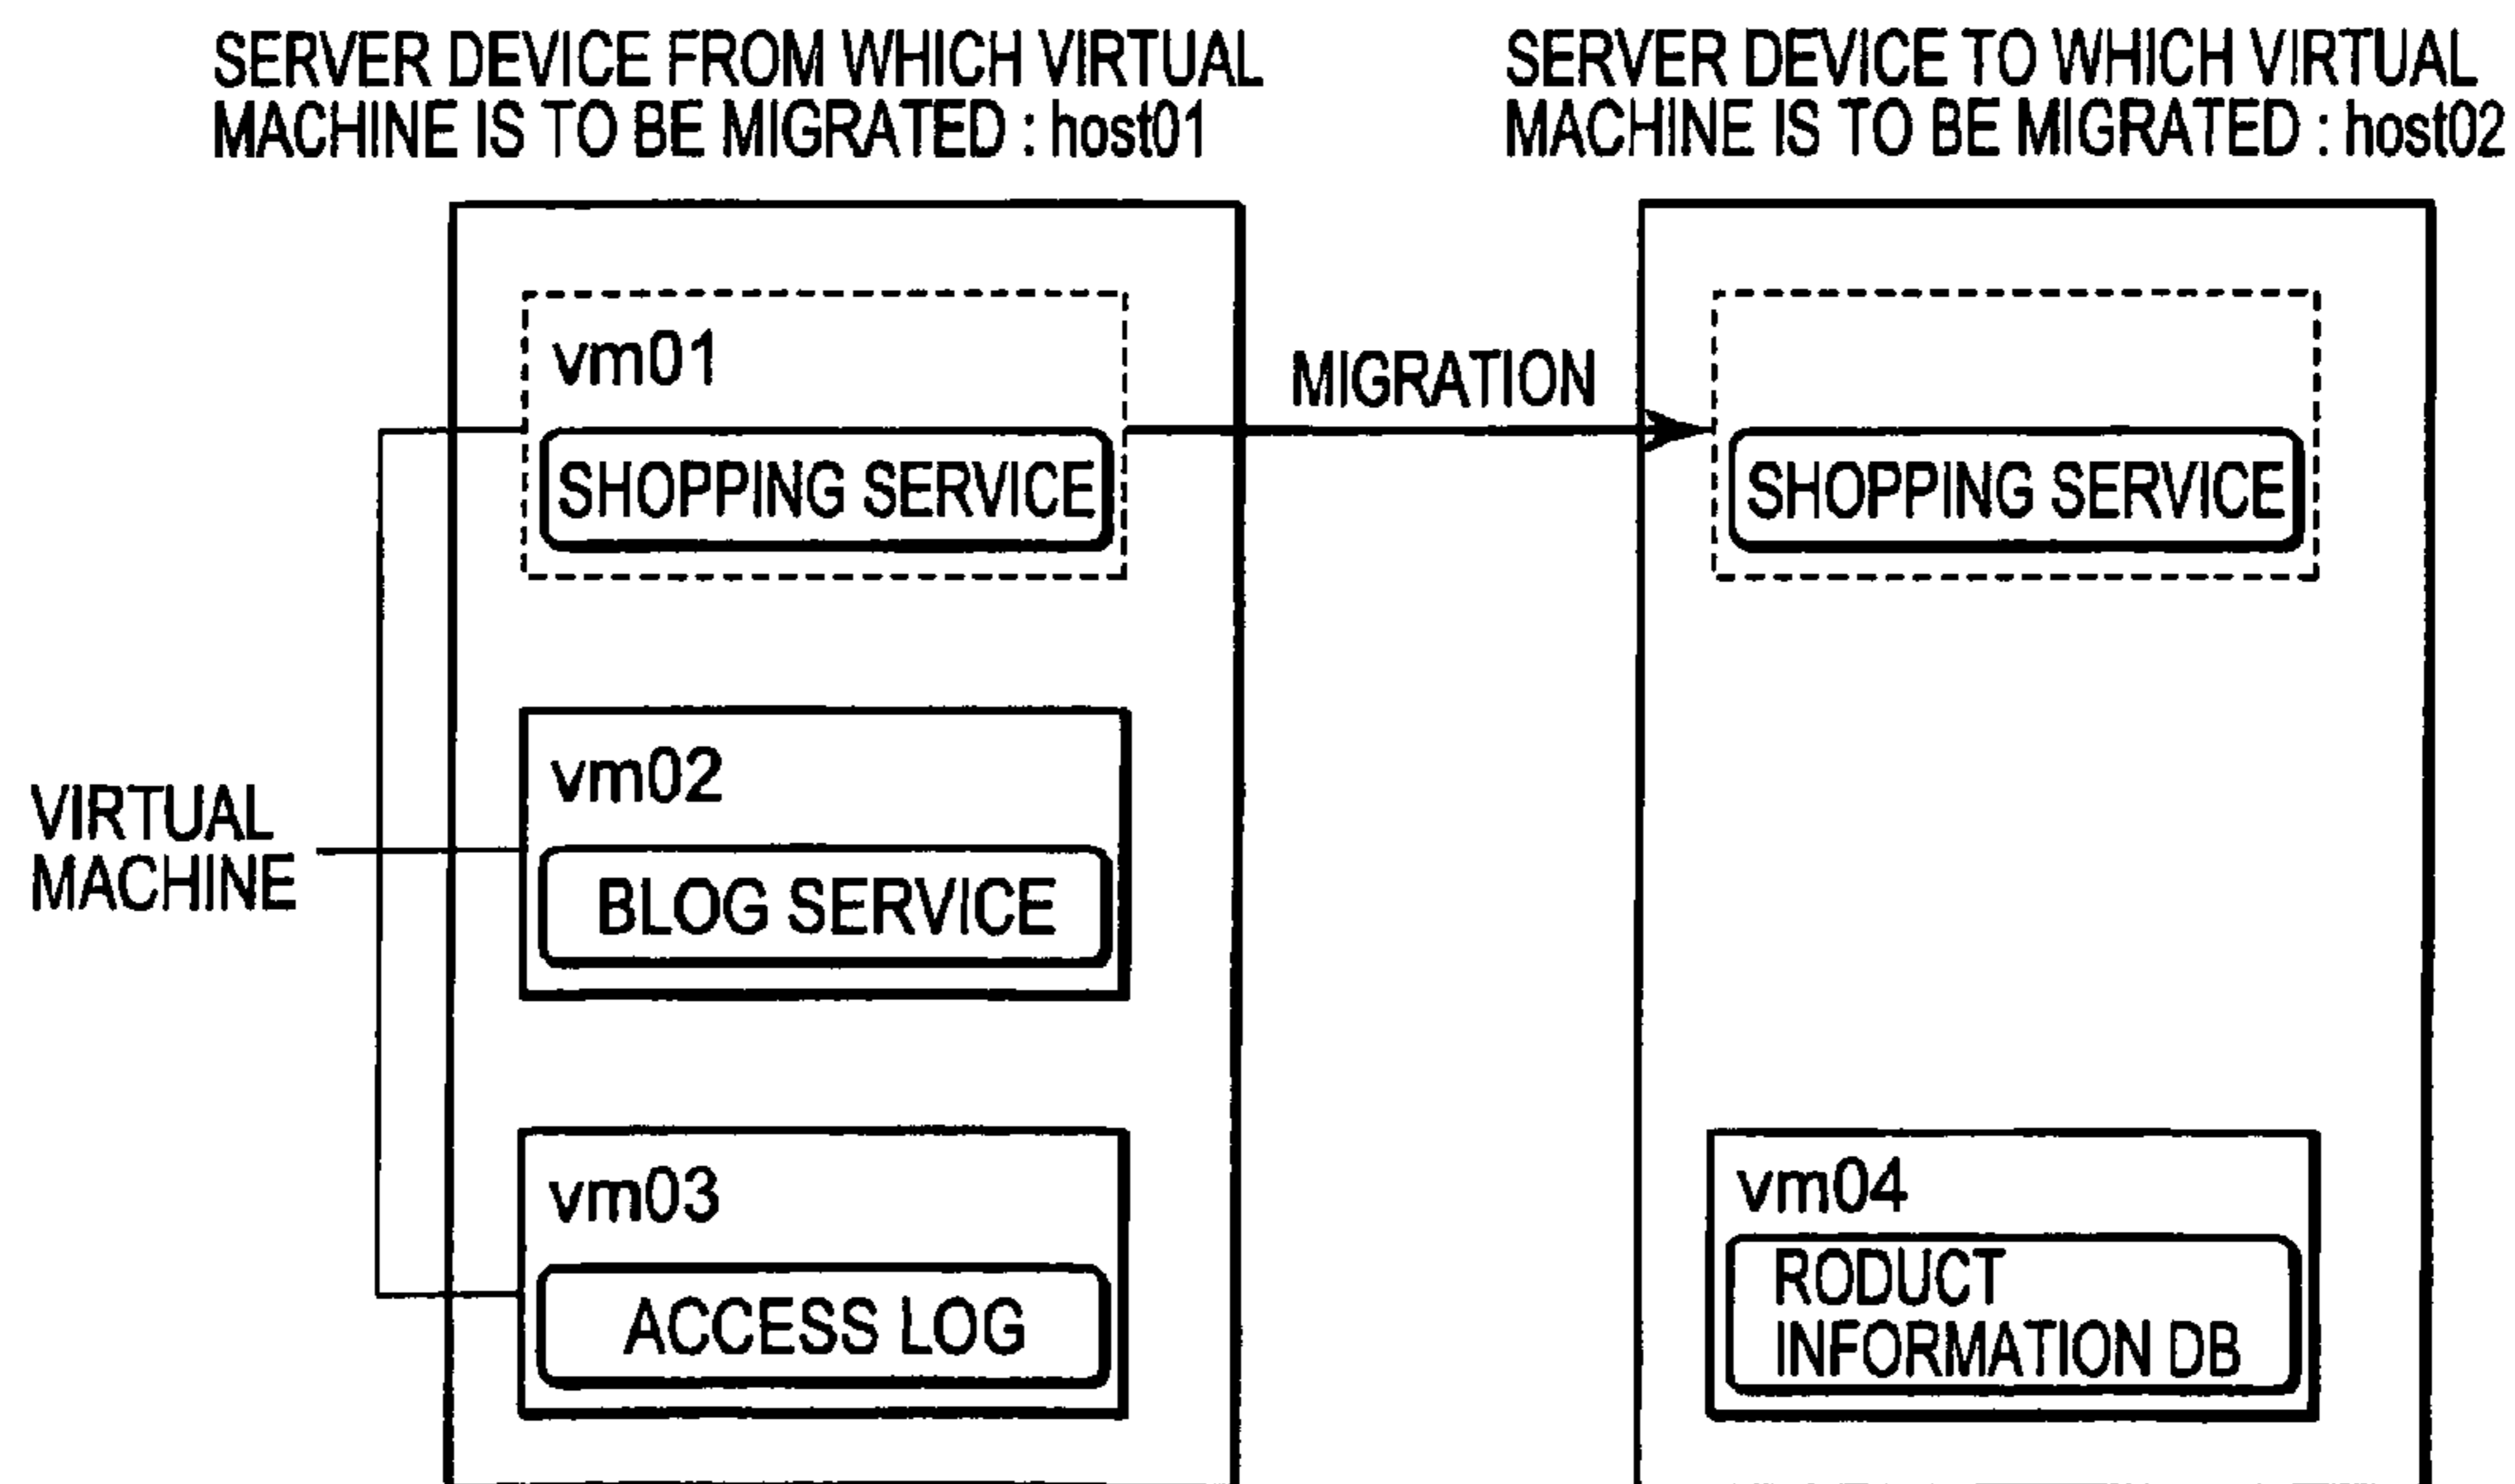 SERVER DEVICE FROM WHICH VIRTUAL
MACHINE IS TO BE MIGRATED : host01
SERVER DEVICE TO WHICH VIRTUAL
MACHINE IS TO BE MIGRATED : host02
vm01
SHOPPING SERVICE
MIGRATION
SHOPPING SERVICE
VIRTUAL
MACHINE
vm02
BLOG SERVICE
vm03
ACCESS LOG
vm04
RODUCT
INFORMATION DB